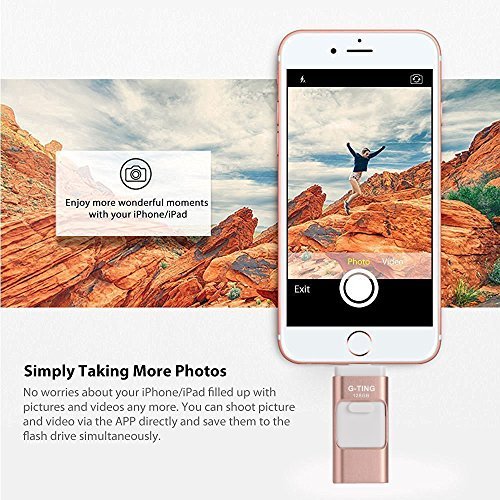 Enjoy more wonderful moments
with your iPhone/iPad
Photo Video
Exit
G-TING
128GB
Simply Taking More Photos
No worries about your iPhone/iPad filled up with
pictures and videos any more. You can shoot picture
and video via the APP directly and save them to the
flash drive simultaneously.